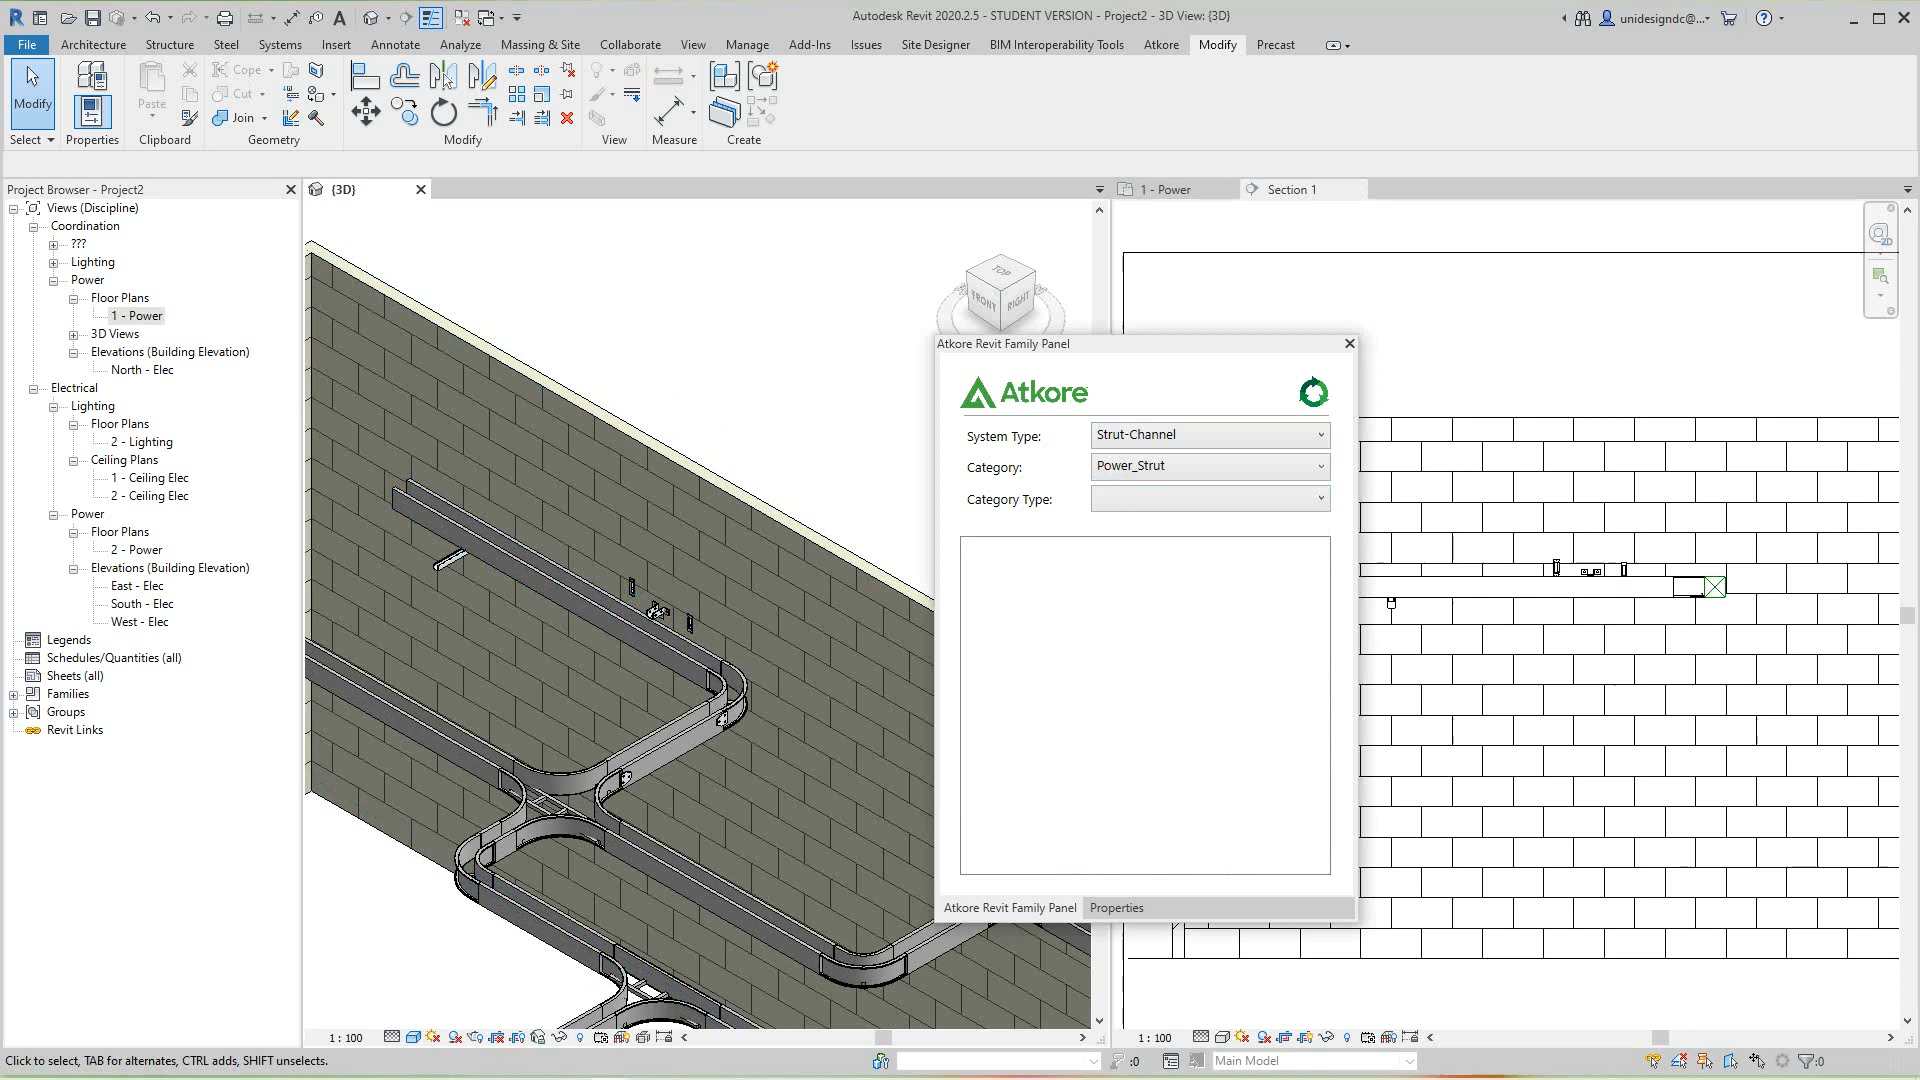 Autodesk Revit 2020.2.5 - STUDENT VERSION - Project2 - 3D View: {3D}
unidesigndc@...
File Architecture Structure Steel Systems Insert Annotate Analyze Massing & Site Collaborate View Manage Add-Ins Issues Site Designer BIM Interoperability Tools Atkore Modify Precast
Cope
Cut
Join
Modify
Paste
Select Properties Clipboard Geometry Modify View Measure Create
Project Browser - Project2
{3D}
1 - Power
Section 1
Views (Discipline)
Coordination
???
Lighting
Power
Floor Plans
1 - Power
3D Views
Elevations (Building Elevation)
North - Elec
Electrical
Lighting
Floor Plans
2 - Lighting
Ceiling Plans
1 - Ceiling Elec
2 - Ceiling Elec
Power
Floor Plans
2 - Power
Elevations (Building Elevation)
East - Elec
South - Elec
West - Elec
Legends
Schedules/Quantities (all)
Sheets (all)
Families
Groups
Revit Links
TOP
FRONT
RIGHT
2D
Atkore Revit Family Panel
Atkore
System Type: Strut-Channel
Category: Power_Strut
Category Type:
Atkore Revit Family Panel Properties
1 : 100
1 : 100
Click to select, TAB for alternates, CTRL adds, SHIFT unselects.
:0
Main Model
:0